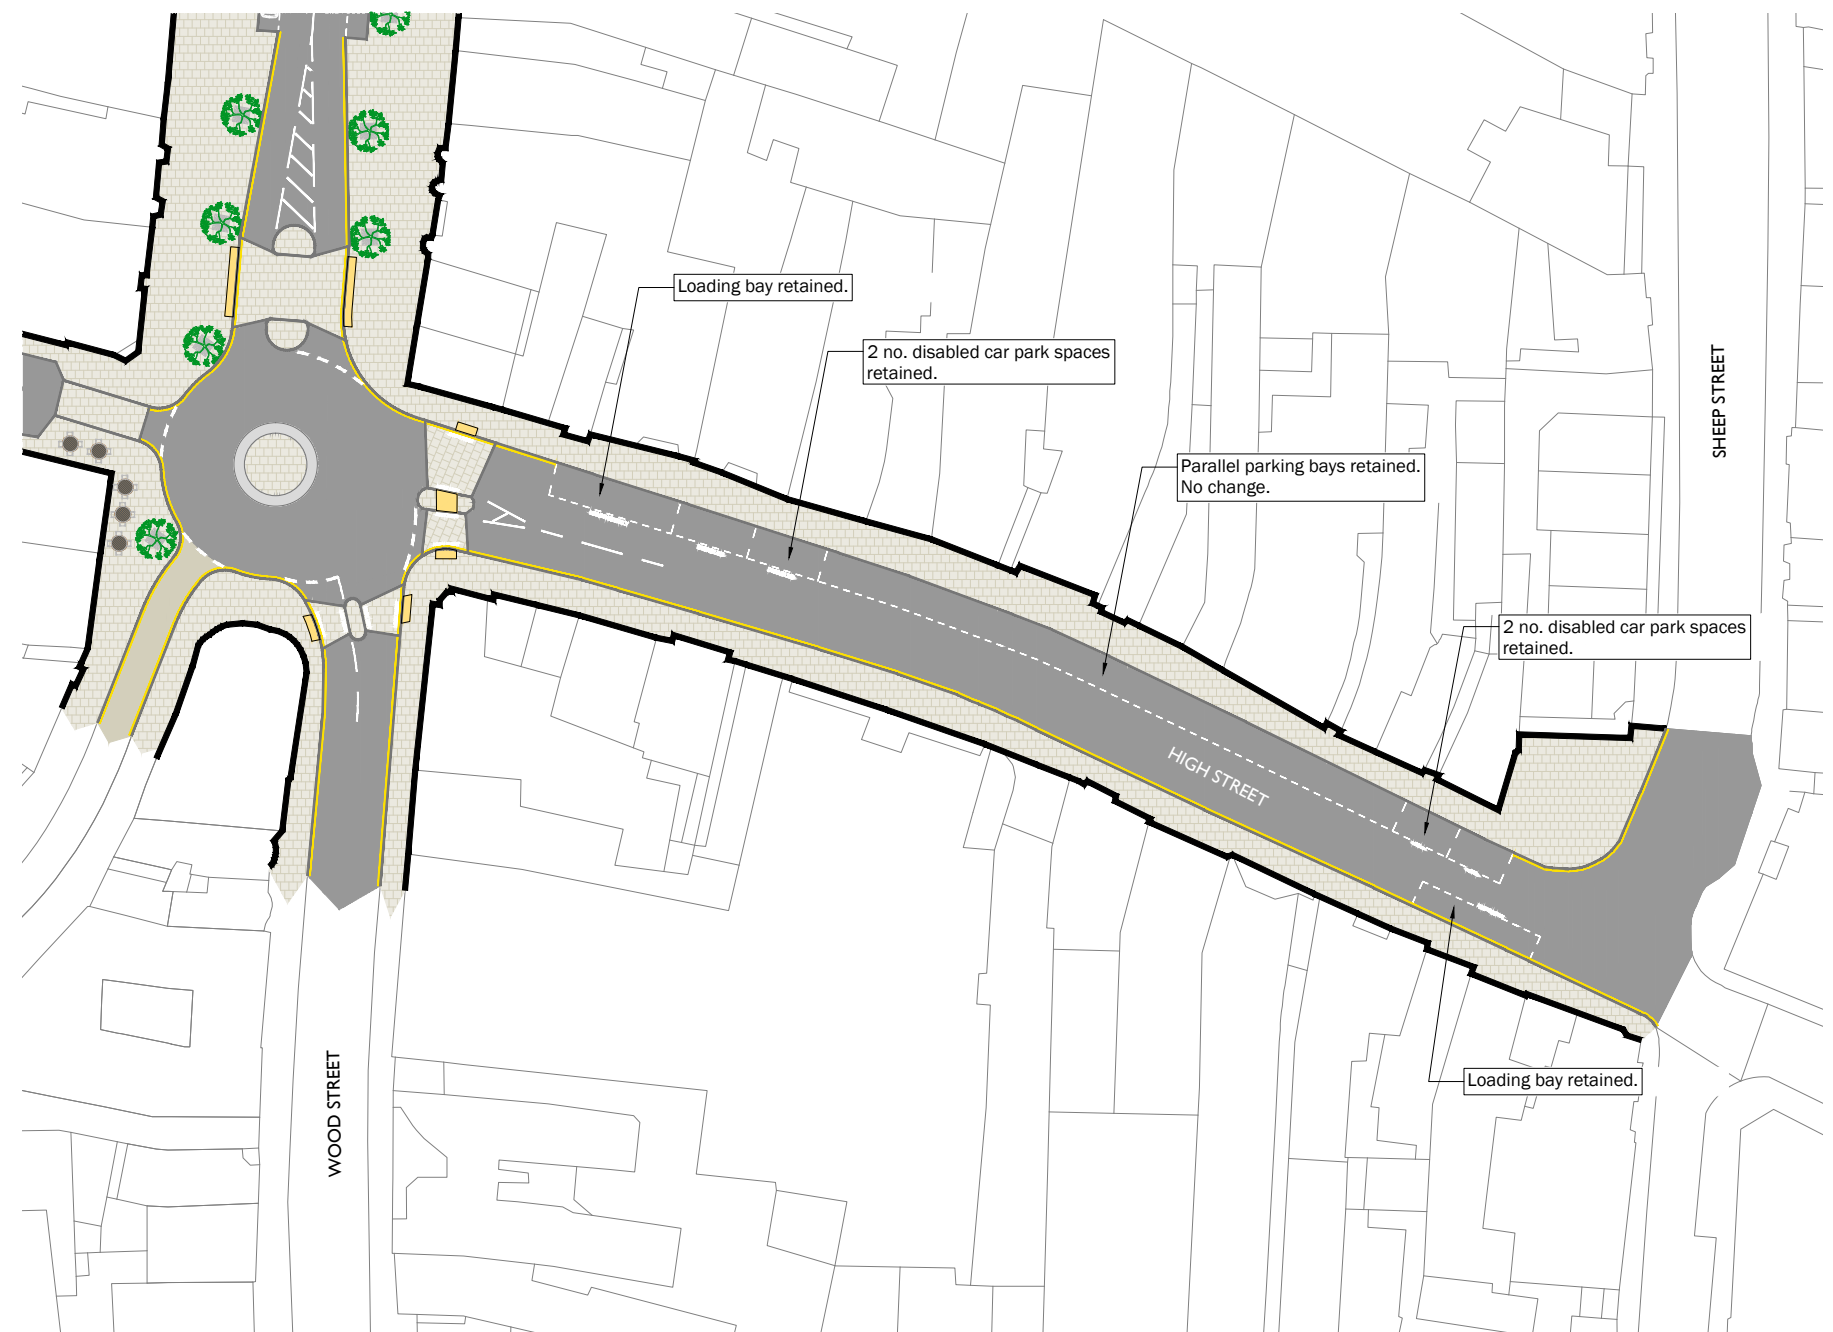 Loading bay retained.
2 no. disabled car park spaces
retained.
SHEEP STREET
Parallel parking bays retained.
No change.
2 no. disabled car park spaces
retained.
HIGH STREET
Loading bay retained.
WOOD STREET